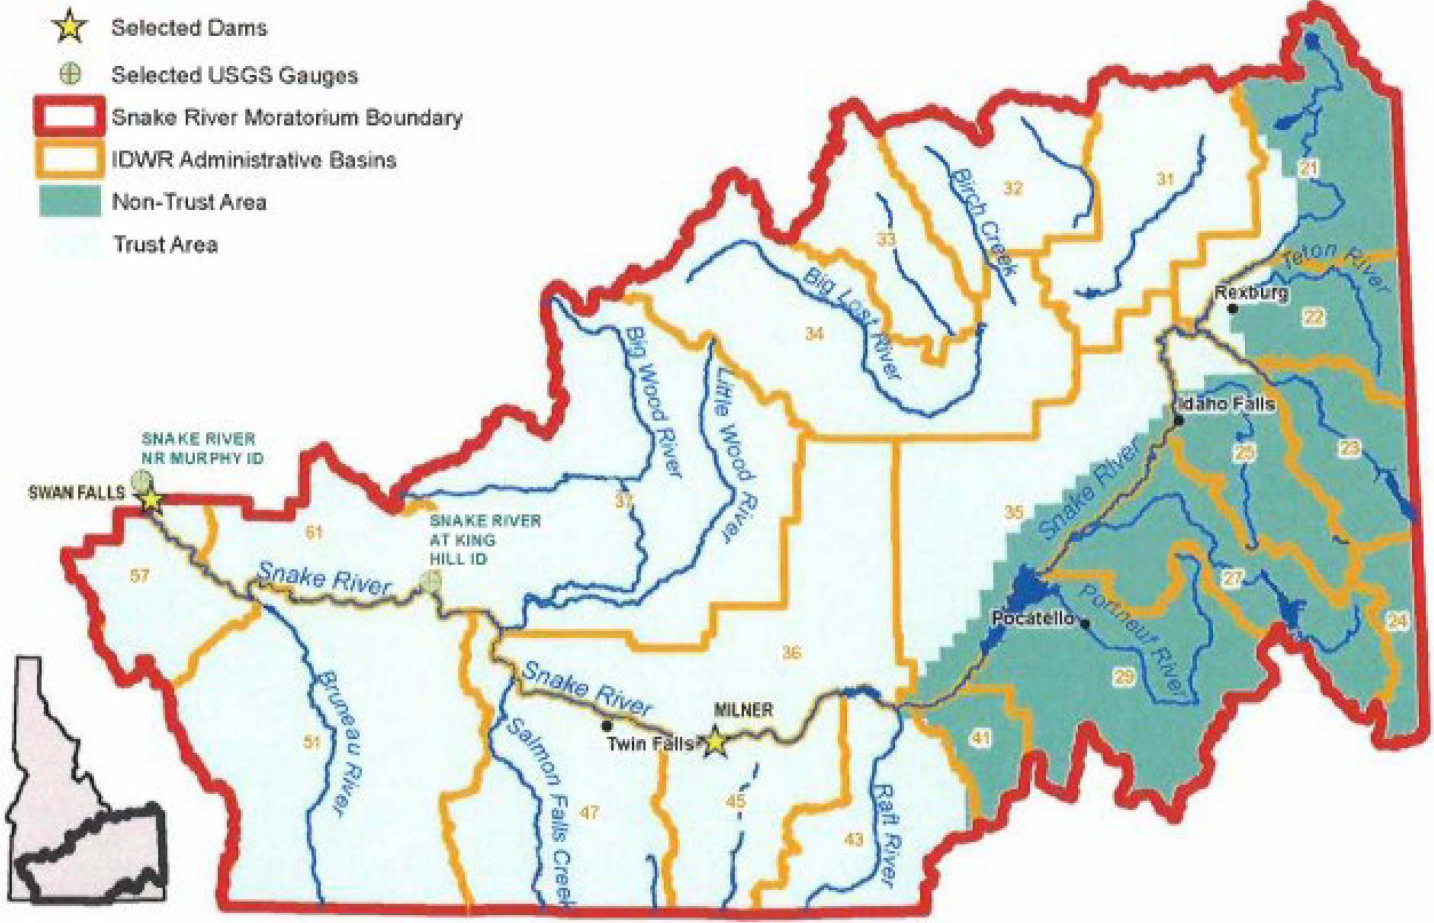 Selected Dams
Selected USGS Gauges
Snake River Moratorium Boundary
IDWR Administrative Basins
Non-Trust Area
Trust Area
21
31
32
Birch Creek
33
Teton River
Rexburg
22
Big Lost River
34
Big Wood River
Little Wood River
Idaho Falls
23
25
SNAKE RIVER
NR MURPHY ID
SWAN FALLS
37
61
SNAKE RIVER
AT KING
HILL ID
35
Snake River
57
Snake River
27
Pocatello
Portneuf River
24
36
29
Snake River
MILNER
Twin Falls
41
51
Bruneau River
Salmon Falls Creek
47
45
43
Raft River